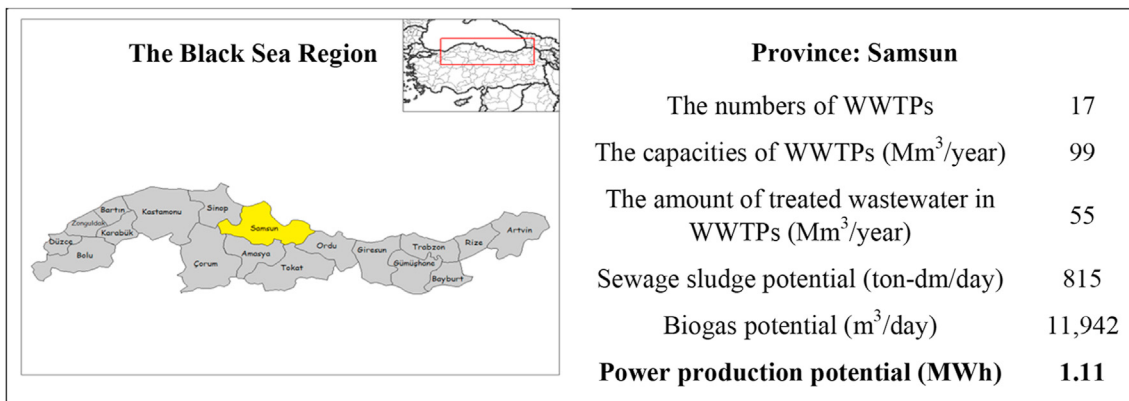 The Black Sea Region
Bartın
Zonguldak
Karabük
Düzce
Bolu
Kastamonu
Sinop
Samsun
Çorum
Amasya
Tokat
Ordu
Giresun
Trabzon
Gümüşhane
Bayburt
Rize
Artvin
Province: Samsun
The numbers of WWTPs 17
The capacities of WWTPs (Mm³/year) 99
The amount of treated wastewater in
WWTPs (Mm³/year) 55
Sewage sludge potential (ton-dm/day) 815
Biogas potential (m³/day) 11,942
Power production potential (MWh) 1.11